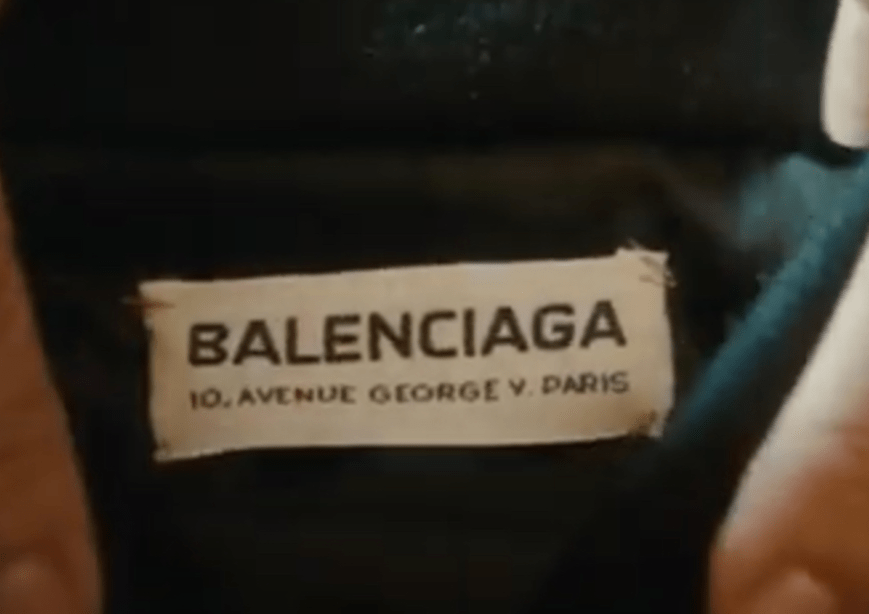 BALENCIAGA
10, AVENUE GEORGE V. PARIS